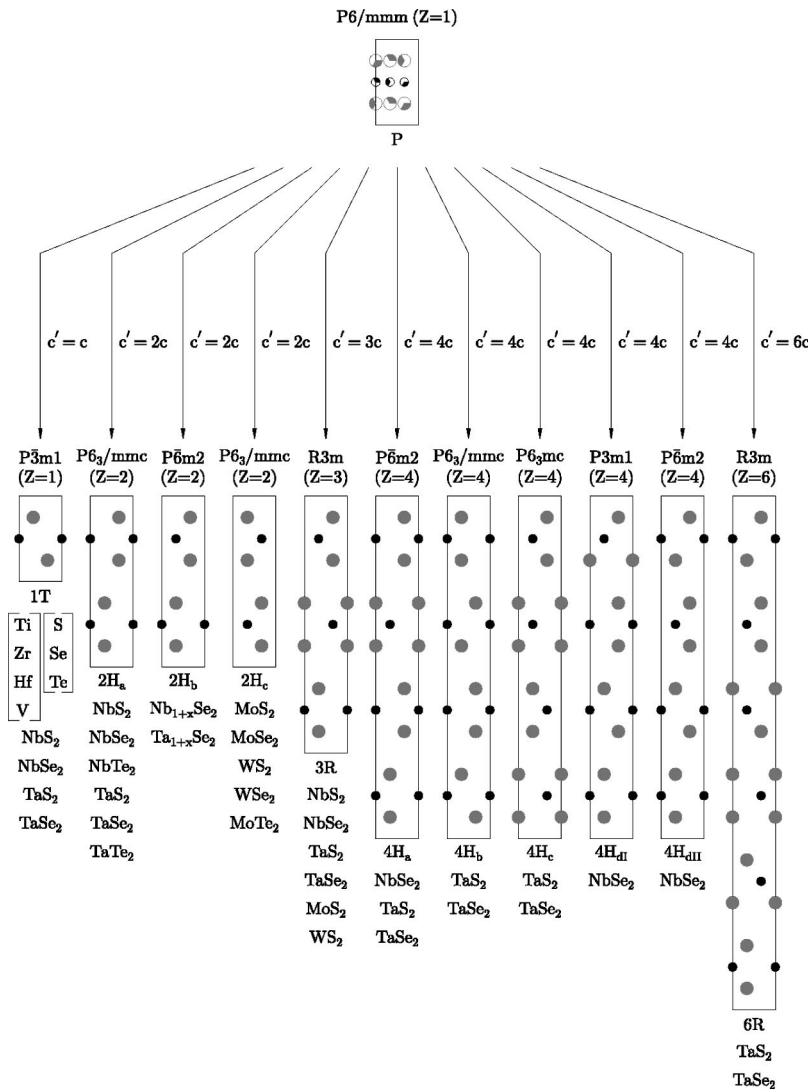 P6/mmm (Z=1)
P
c′ = c
c′ = 2c
c′ = 2c
c′ = 2c
c′ = 3c
c′ = 4c
c′ = 4c
c′ = 4c
c′ = 4c
c′ = 4c
c′ = 6c
P3̄m1
(Z=1)
1T
Ti
Zr
Hf
V
S
Se
Te
NbS₂
NbSe₂
TaS₂
TaSe₂
P6₃/mmc
(Z=2)
2Hₐ
NbS₂
NbSe₂
NbTe₂
TaS₂
TaSe₂
TaTe₂
P6̄m2
(Z=2)
2H_b
Nb₁₊ₓSe₂
Ta₁₊ₓSe₂
P6₃/mmc
(Z=2)
2H_c
MoS₂
MoSe₂
WS₂
WSe₂
MoTe₂
R3m
(Z=3)
3R
NbS₂
NbSe₂
TaS₂
TaSe₂
MoS₂
WS₂
P6̄m2
(Z=4)
4Hₐ
NbSe₂
TaS₂
TaSe₂
P6₃/mmc
(Z=4)
4H_b
TaS₂
TaSe₂
P6₃mc
(Z=4)
4H_c
TaS₂
TaSe₂
P3m1
(Z=4)
4H_dI
NbSe₂
P6̄m2
(Z=4)
4H_dII
NbSe₂
R3m
(Z=6)
6R
TaS₂
TaSe₂